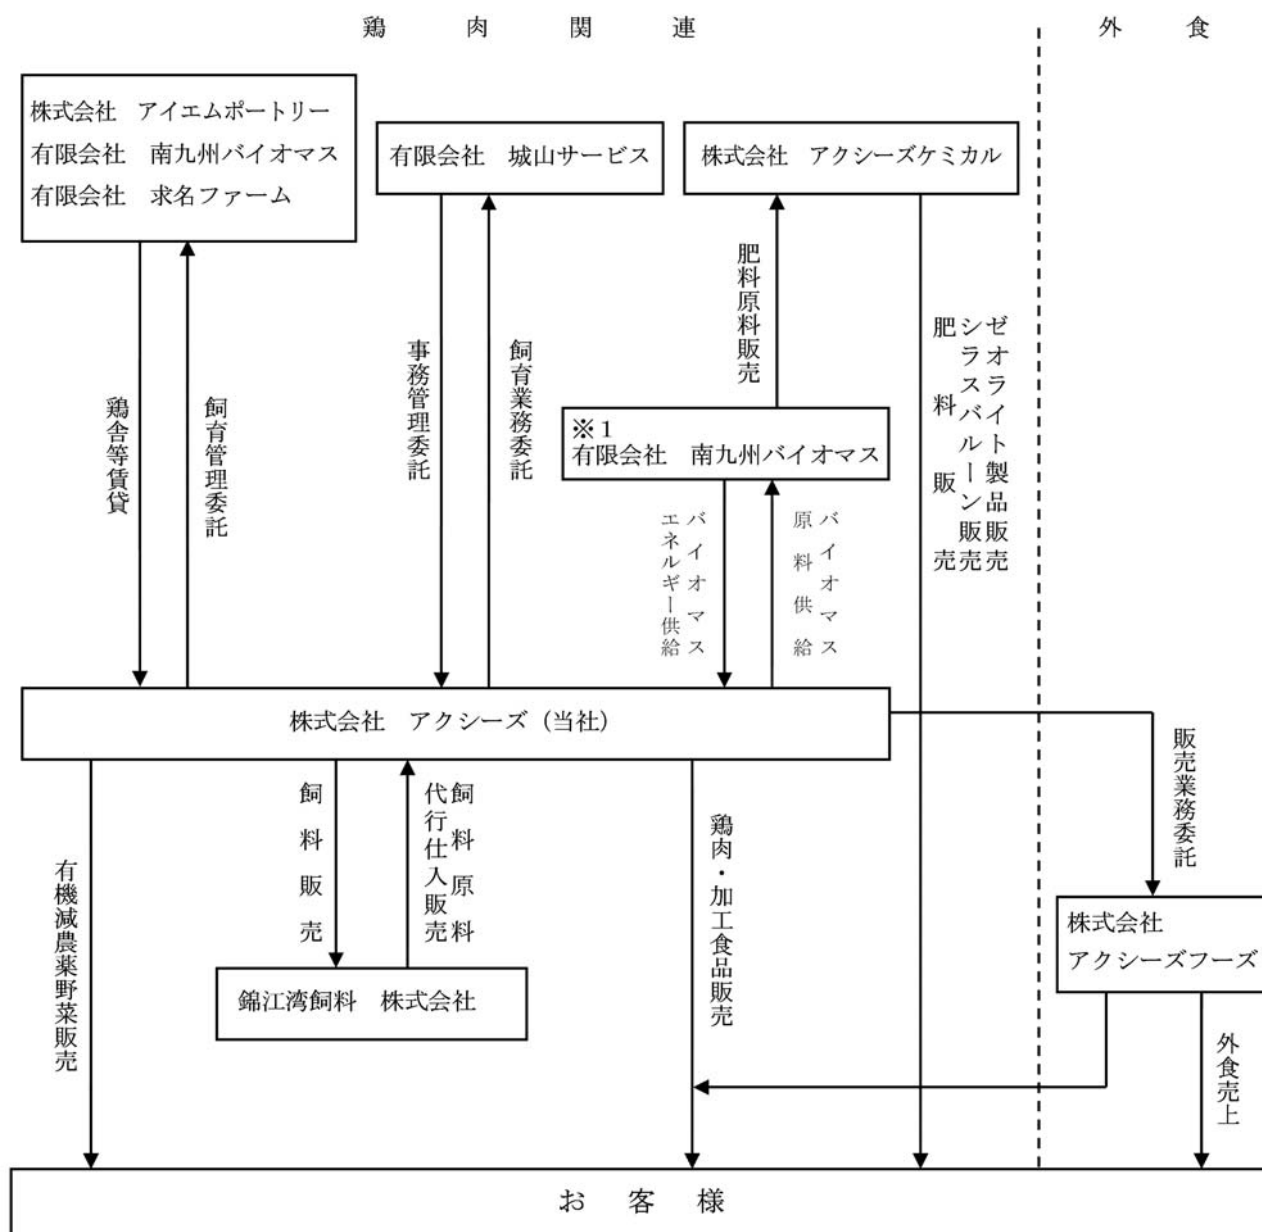 鶏肉関連
外食
株式会社　アイエムポートリー
有限会社　南九州バイオマス
有限会社　求名ファーム
有限会社　城山サービス
株式会社　アクシーズケミカル
鶏舎等賃貸
飼育管理委託
事務管理委託
飼育業務委託
肥料原料販売
ゼオライト製品販売
シラスバルーン販売
肥料販売
※１
有限会社　南九州バイオマス
バイオマス
エネルギー供給
バイオマス
原料供給
株式会社　アクシーズ（当社）
有機減農薬野菜販売
飼料販売
飼料原料
代行仕入販売
鶏肉・加工食品販売
販売業務委託
錦江湾飼料　株式会社
株式会社
アクシーズフーズ
外食売上
お客様